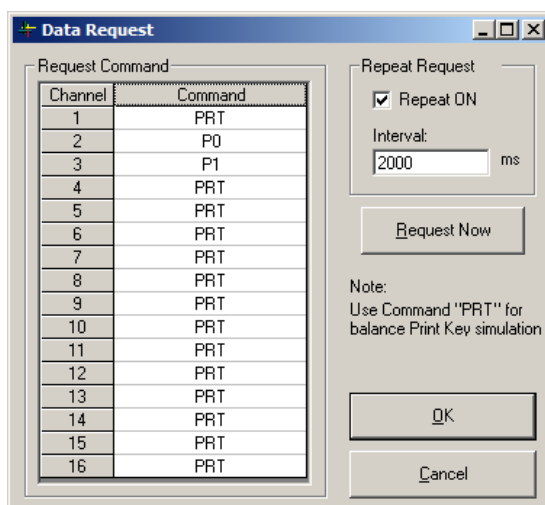 Data Request
Request Command
Channel Command
1 PRT
2 P0
3 P1
4 PRT
5 PRT
6 PRT
7 PRT
8 PRT
9 PRT
10 PRT
11 PRT
12 PRT
13 PRT
14 PRT
15 PRT
16 PRT
Repeat Request
Repeat ON
Interval:
2000 ms
Request Now
Note:
Use Command "PRT" for
balance Print Key simulation
OK
Cancel